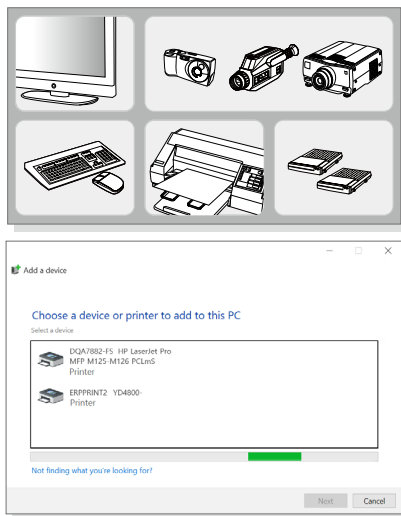 Add a device
Choose a device or printer to add to this PC
Select a device
DQA7882-F5 HP LaserJet Pro
MFP M125-M126 PCLmS
Printer
ERPPRINT2 YD4800-
Printer
Not finding what you're looking for?
Next Cancel